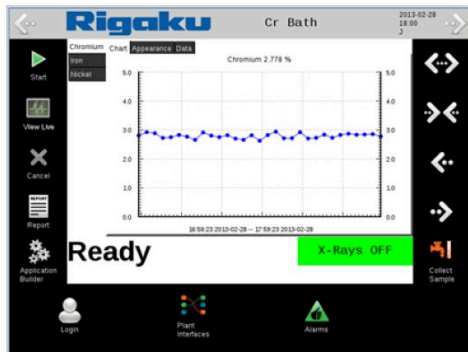 Rigaku
Cr Bath
2013-02-28
18:00
J
Chromium
Iron
Nickel
Chart Appearance Data
Chromium 2.778 %
5.0 5.0
4.0 4.0
3.0 3.0
2.0 2.0
1.0 1.0
0.0 0.0
16:59:23 2013-02-28 -- 17:59:23 2013-02-28
Start
View Live
Cancel
REPORT
Report
Application
Builder
Ready
X-Rays OFF
Collect
Sample
Login
Plant
Interfaces
Alarms